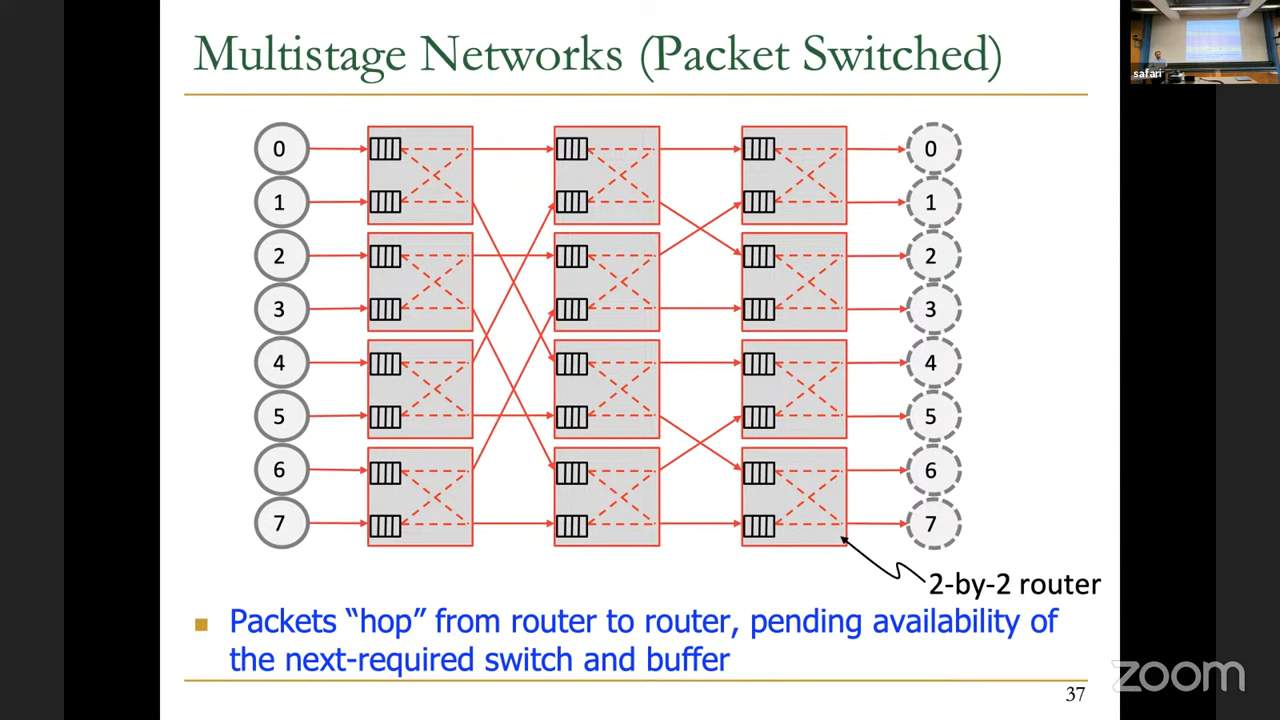 Multistage Networks (Packet Switched)
safari
0 0
1 1
2 2
3 3
4 4
5 5
6 6
7 7
2-by-2 router
Packets “hop” from router to router, pending availability of
the next-required switch and buffer
37
zoom